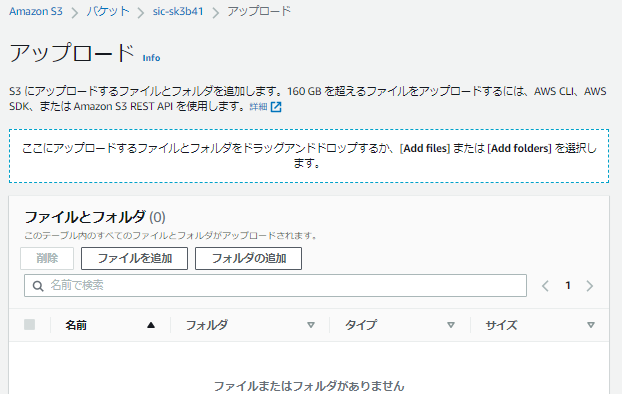 Amazon S3 > バケット > sic-sk3b41 > アップロード
アップロード Info
S3 にアップロードするファイルとフォルダを追加します。160 GB を超えるファイルをアップロードするには、AWS CLI、AWS
SDK、または Amazon S3 REST API を使用します。詳細
ここにアップロードするファイルとフォルダをドラッグアンドドロップするか、[Add files] または [Add folders] を選択し
ます。
ファイルとフォルダ (0)
このテーブル内のすべてのファイルとフォルダがアップロードされます。
削除 ファイルを追加 フォルダの追加
名前で検索 < 1 >
名前 フォルダ タイプ サイズ
ファイルまたはフォルダがありません